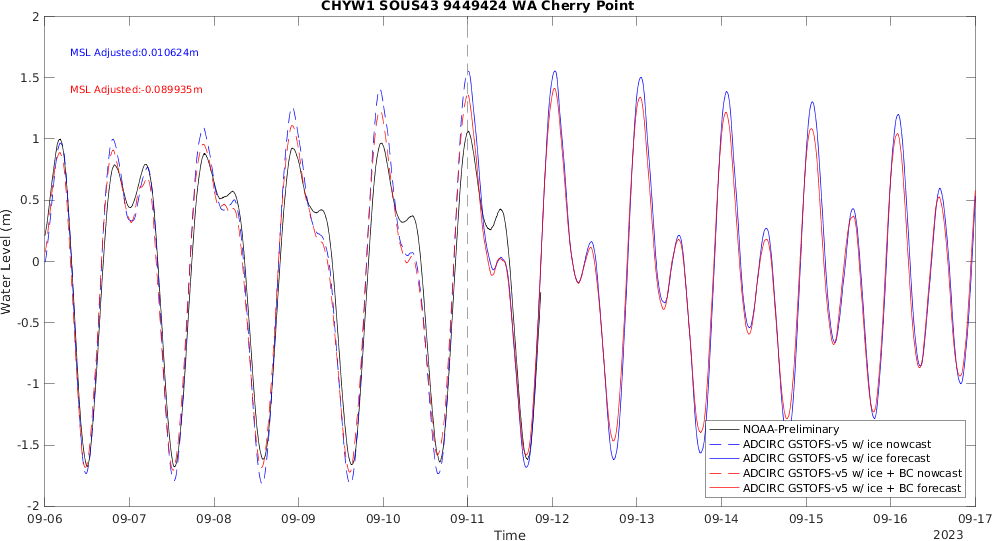 CHYW1 SOUS43 9449424 WA Cherry Point
MSL Adjusted:0.010624m
MSL Adjusted:-0.089935m
Water Level (m)
2
1.5
1
0.5
0
-0.5
-1
-1.5
-2
NOAA-Preliminary
ADCIRC GSTOFS-v5 w/ ice nowcast
ADCIRC GSTOFS-v5 w/ ice forecast
ADCIRC GSTOFS-v5 w/ ice + BC nowcast
ADCIRC GSTOFS-v5 w/ ice + BC forecast
09-06 09-07 09-08 09-09 09-10 09-11 09-12 09-13 09-14 09-15 09-16 09-17
Time
2023